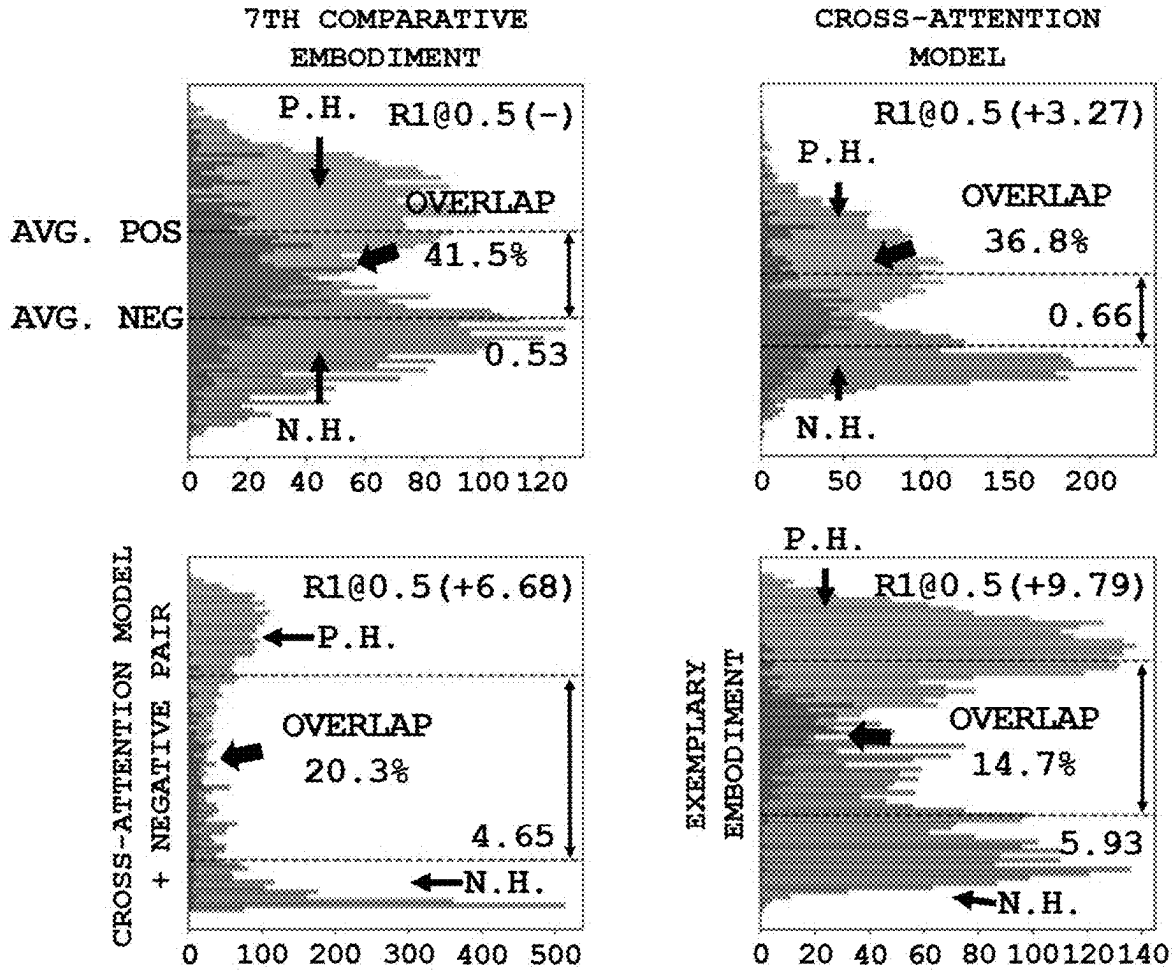 7TH COMPARATIVE
EMBODIMENT
P.H.
R1@0.5(-)
OVERLAP
41.5%
AVG. POS
AVG. NEG
0.53
N.H.
0 20 40 60 80 100 120
CROSS-ATTENTION
MODEL
R1@0.5(+3.27)
P.H.
OVERLAP
36.8%
0.66
N.H.
0 50 100 150 200
CROSS-ATTENTION MODEL
+ NEGATIVE PAIR
R1@0.5(+6.68)
P.H.
OVERLAP
20.3%
4.65
N.H.
0 100 200 300 400 500
EXEMPLARY
EMBODIMENT
P.H.
R1@0.5(+9.79)
OVERLAP
14.7%
5.93
N.H.
0 20 40 60 80 100 120 140